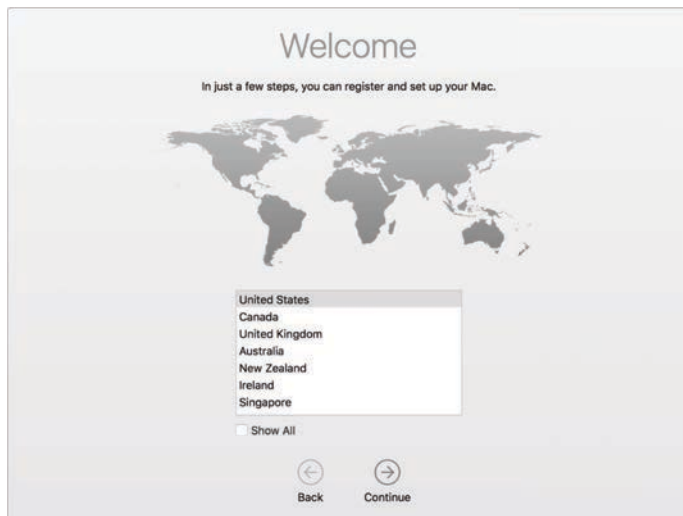 Welcome
In just a few steps, you can register and set up your Mac.
United States
Canada
United Kingdom
Australia
New Zealand
Ireland
Singapore
Show All
Back
Continue